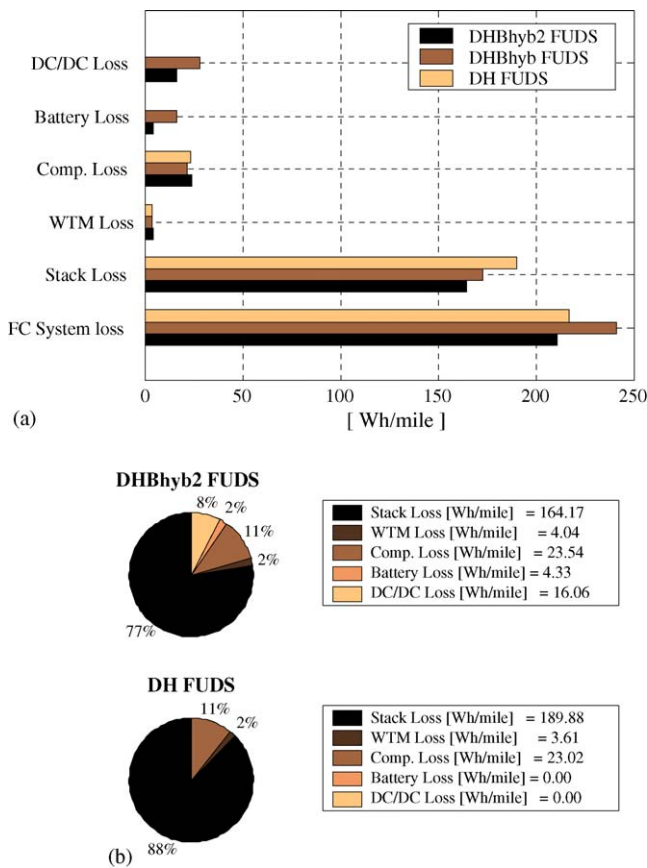 DHBhyb2 FUDS
DHBhyb FUDS
DH FUDS
DC/DC Loss
Battery Loss
Comp. Loss
WTM Loss
Stack Loss
FC System loss
0 50 100 150 200 250
(a) [ Wh/mile ]
DHBhyb2 FUDS
8% 2%
11%
2%
77%
Stack Loss [Wh/mile] = 164.17
WTM Loss [Wh/mile] = 4.04
Comp. Loss [Wh/mile] = 23.54
Battery Loss [Wh/mile] = 4.33
DC/DC Loss [Wh/mile] = 16.06
DH FUDS
11%
2%
88%
Stack Loss [Wh/mile] = 189.88
WTM Loss [Wh/mile] = 3.61
Comp. Loss [Wh/mile] = 23.02
Battery Loss [Wh/mile] = 0.00
DC/DC Loss [Wh/mile] = 0.00
(b)